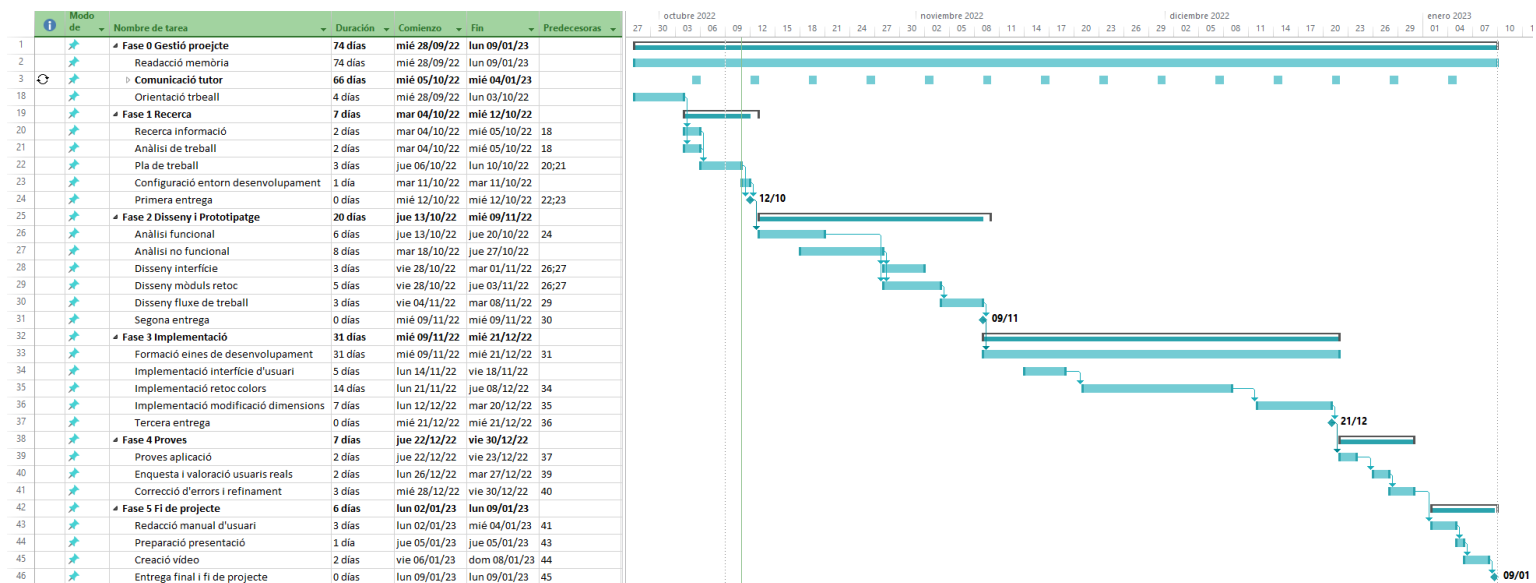 Modo de Nombre de tarea Duración Comienzo Fin Predecesoras
octubre 2022 noviembre 2022 diciembre 2022 enero 2023
27 30 03 06 09 12 15 18 21 24 27 30 02 05 08 11 14 17 20 23 26 29 02 05 08 11 14 17 20 23 26 29 01 04 07 10
1 Fase 0 Gestió proejcte 74 días mié 28/09/22 lun 09/01/23
2 Readacció memòria 74 días mié 28/09/22 lun 09/01/23
3 Comunicació tutor 66 días mié 05/10/22 mié 04/01/23
18 Orientació trbeall 4 días mié 28/09/22 lun 03/10/22
19 Fase 1 Recerca 7 días mar 04/10/22 mié 12/10/22
20 Recerca informació 2 días mar 04/10/22 mié 05/10/22 18
21 Anàlisi de treball 2 días mar 04/10/22 mié 05/10/22 18
22 Pla de treball 3 días jue 06/10/22 lun 10/10/22 20;21
23 Configuració entorn desenvolupament 1 día mar 11/10/22 mar 11/10/22
24 Primera entrega 0 días mié 12/10/22 mié 12/10/22 22;23 12/10
25 Fase 2 Disseny i Prototipatge 20 días jue 13/10/22 mié 09/11/22
26 Anàlisi funcional 6 días jue 13/10/22 jue 20/10/22 24
27 Anàlisi no funcional 8 días mar 18/10/22 jue 27/10/22
28 Disseny interfície 3 días vie 28/10/22 mar 01/11/22 26;27
29 Disseny mòduls retoc 5 días vie 28/10/22 jue 03/11/22 26;27
30 Disseny fluxe de treball 3 días vie 04/11/22 mar 08/11/22 29
31 Segona entrega 0 días mié 09/11/22 mié 09/11/22 30 09/11
32 Fase 3 Implementació 31 días mié 09/11/22 mié 21/12/22
33 Formació eines de desenvolupament 31 días mié 09/11/22 mié 21/12/22 31
34 Implementació interfície d'usuari 5 días lun 14/11/22 vie 18/11/22
35 Implementació retoc colors 14 días lun 21/11/22 jue 08/12/22 34
36 Implementació modificació dimensions 7 días lun 12/12/22 mar 20/12/22 35
37 Tercera entrega 0 días mié 21/12/22 mié 21/12/22 36 21/12
38 Fase 4 Proves 7 días jue 22/12/22 vie 30/12/22
39 Proves aplicació 2 días jue 22/12/22 vie 23/12/22 37
40 Enquesta i valoració usuaris reals 2 días lun 26/12/22 mar 27/12/22 39
41 Correcció d'errors i refinament 3 días mié 28/12/22 vie 30/12/22 40
42 Fase 5 Fi de projecte 6 días lun 02/01/23 lun 09/01/23
43 Redacció manual d'usuari 3 días lun 02/01/23 mié 04/01/23 41
44 Preparació presentació 1 día jue 05/01/23 jue 05/01/23 43
45 Creació vídeo 2 días vie 06/01/23 dom 08/01/23 44
46 Entrega final i fi de projecte 0 días lun 09/01/23 lun 09/01/23 45 09/01